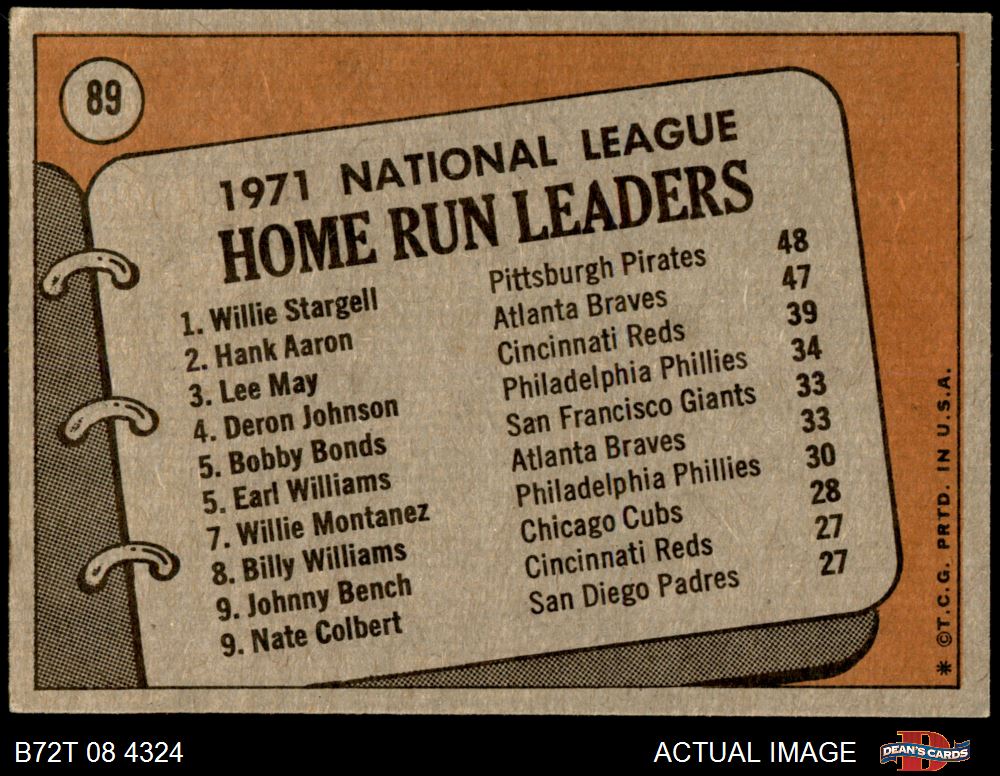 89
1971 NATIONAL LEAGUE
HOME RUN LEADERS
1. Willie Stargell Pittsburgh Pirates 48
2. Hank Aaron Atlanta Braves 47
3. Lee May Cincinnati Reds 39
4. Deron Johnson Philadelphia Phillies 34
5. Bobby Bonds San Francisco Giants 33
5. Earl Williams Atlanta Braves 33
7. Willie Montanez Philadelphia Phillies 30
8. Billy Williams Chicago Cubs 28
9. Johnny Bench Cincinnati Reds 27
9. Nate Colbert San Diego Padres 27
* ©T.C.G. PRTD. IN U.S.A.
B72T 08 4324
ACTUAL IMAGE
D
DEAN'S CARDS